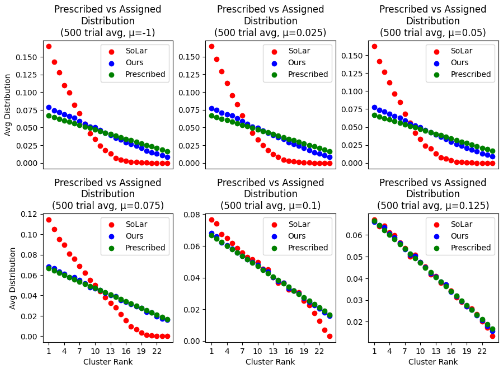 Prescribed vs Assigned
Distribution
(500 trial avg, μ=-1)
Prescribed vs Assigned
Distribution
(500 trial avg, μ=0.025)
Prescribed vs Assigned
Distribution
(500 trial avg, μ=0.05)
Avg Distribution
0.150
0.125
0.100
0.075
0.050
0.025
0.000
SoLar
Ours
Prescribed
0.150
0.125
0.100
0.075
0.050
0.025
0.000
SoLar
Ours
Prescribed
0.150
0.125
0.100
0.075
0.050
0.025
0.000
SoLar
Ours
Prescribed
Prescribed vs Assigned
Distribution
(500 trial avg, μ=0.075)
Prescribed vs Assigned
Distribution
(500 trial avg, μ=0.1)
Prescribed vs Assigned
Distribution
(500 trial avg, μ=0.125)
Avg Distribution
0.12
0.10
0.08
0.06
0.04
0.02
0.00
SoLar
Ours
Prescribed
1 4 7 10 13 16 19 22
Cluster Rank
0.08
0.06
0.04
0.02
0.00
SoLar
Ours
Prescribed
1 4 7 10 13 16 19 22
Cluster Rank
0.06
0.05
0.04
0.03
0.02
SoLar
Ours
Prescribed
1 4 7 10 13 16 19 22
Cluster Rank